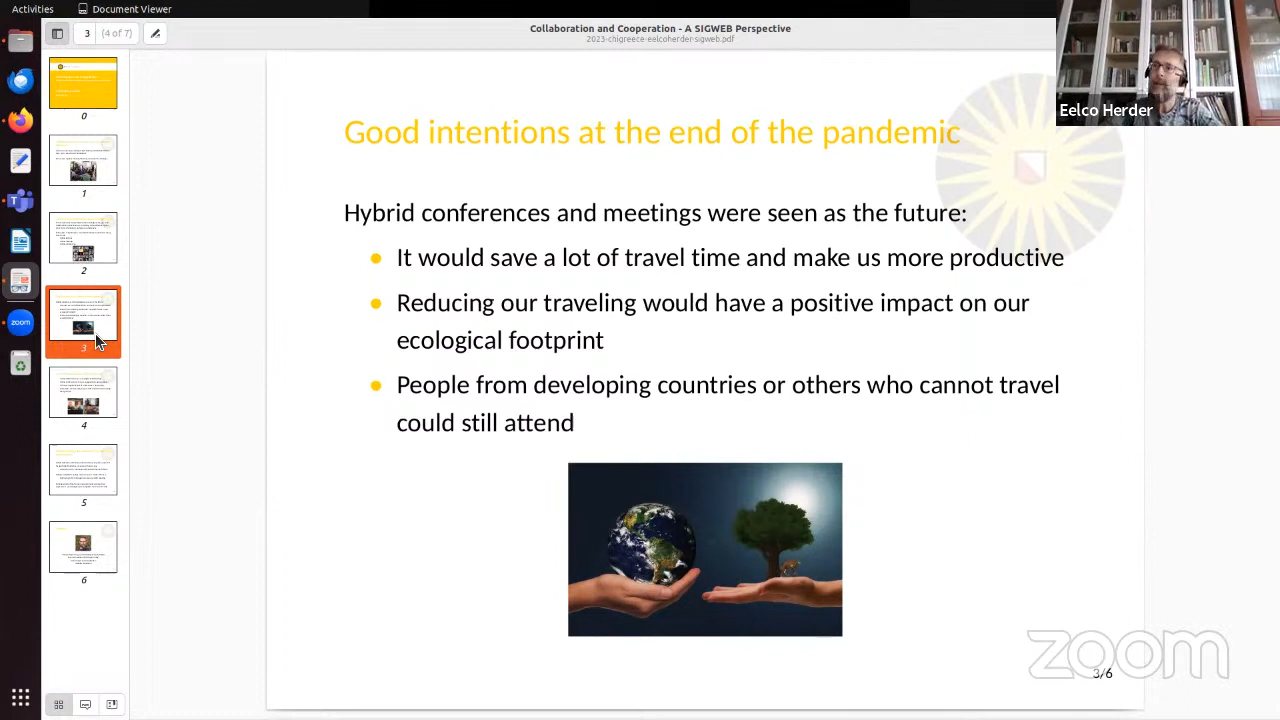 Activities
Document Viewer
3 (4 of 7)
Collaboration and Cooperation - A SIGWEB Perspective
2023-chigreece-eelcoherder-sigweb.pdf
Eelco Herder
Good intentions at the end of the pandemic
Hybrid conferences and meetings were seen as the future:
It would save a lot of travel time and make us more productive
Reducing our traveling would have a positive impact on our
ecological footprint
People from developing countries or others who cannot travel
could still attend
3/6
zoom
0
1
2
3
4
5
6
zoom